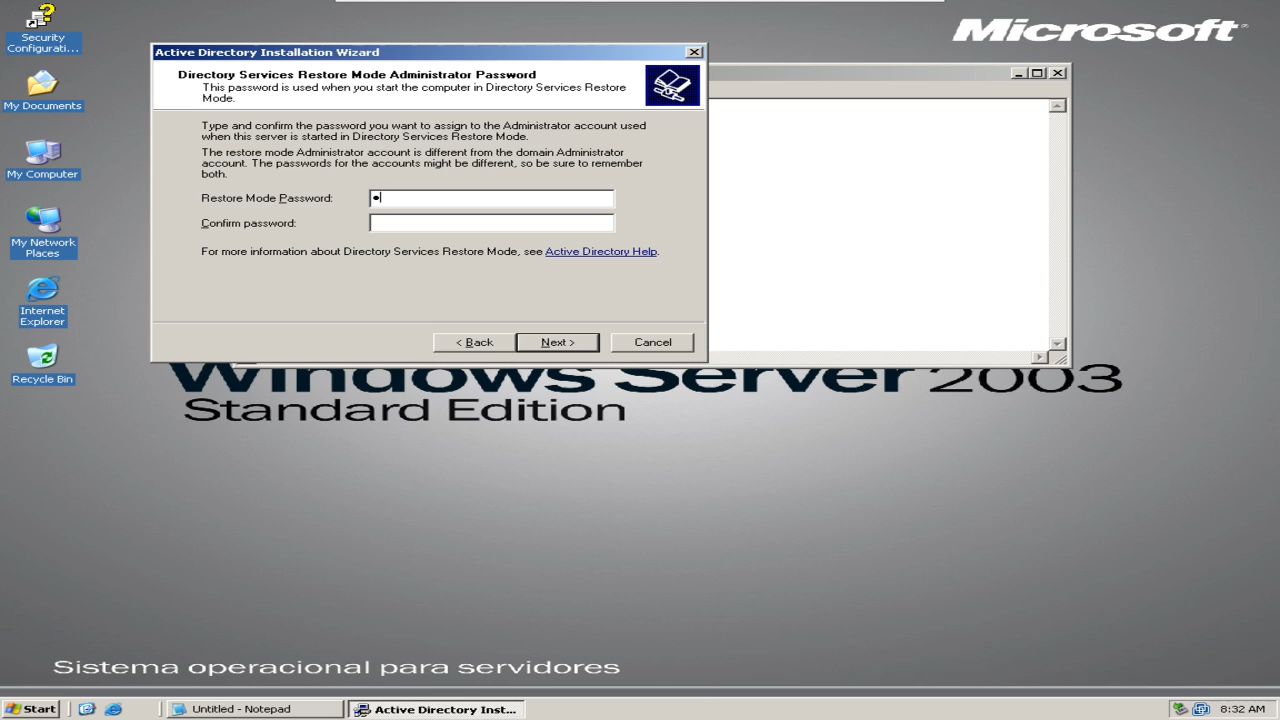 Microsoft
Security
Configurati...
My Documents
My Computer
My Network
Places
Internet
Explorer
Recycle Bin
Active Directory Installation Wizard
Directory Services Restore Mode Administrator Password
This password is used when you start the computer in Directory Services Restore
Mode.
Type and confirm the password you want to assign to the Administrator account used
when this server is started in Directory Services Restore Mode.
The restore mode Administrator account is different from the domain Administrator
account. The passwords for the accounts might be different, so be sure to remember
both.
Restore Mode Password:
Confirm password:
For more information about Directory Services Restore Mode, see Active Directory Help.
< Back
Next >
Cancel
Windows Server 2003
Standard Edition
Sistema operacional para servidores
Start
Untitled - Notepad
Active Directory Inst...
8:32 AM